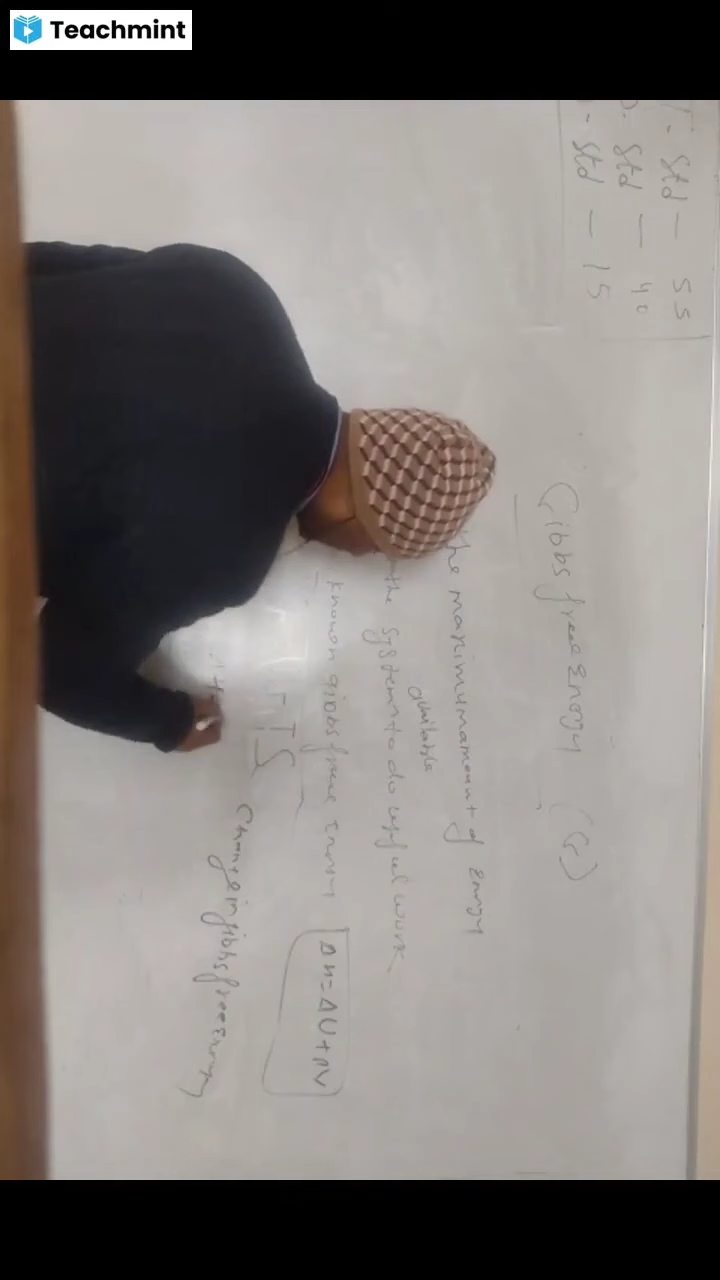 Teachmint
Std - 55
Std - 40
- Std - 15
Gibbs free Energy (G)
the maximum amount of Energy
available
the system to do useful work
known gibbs free Energy ΔH=ΔU+PV
TS
Change in gibbs free Energy